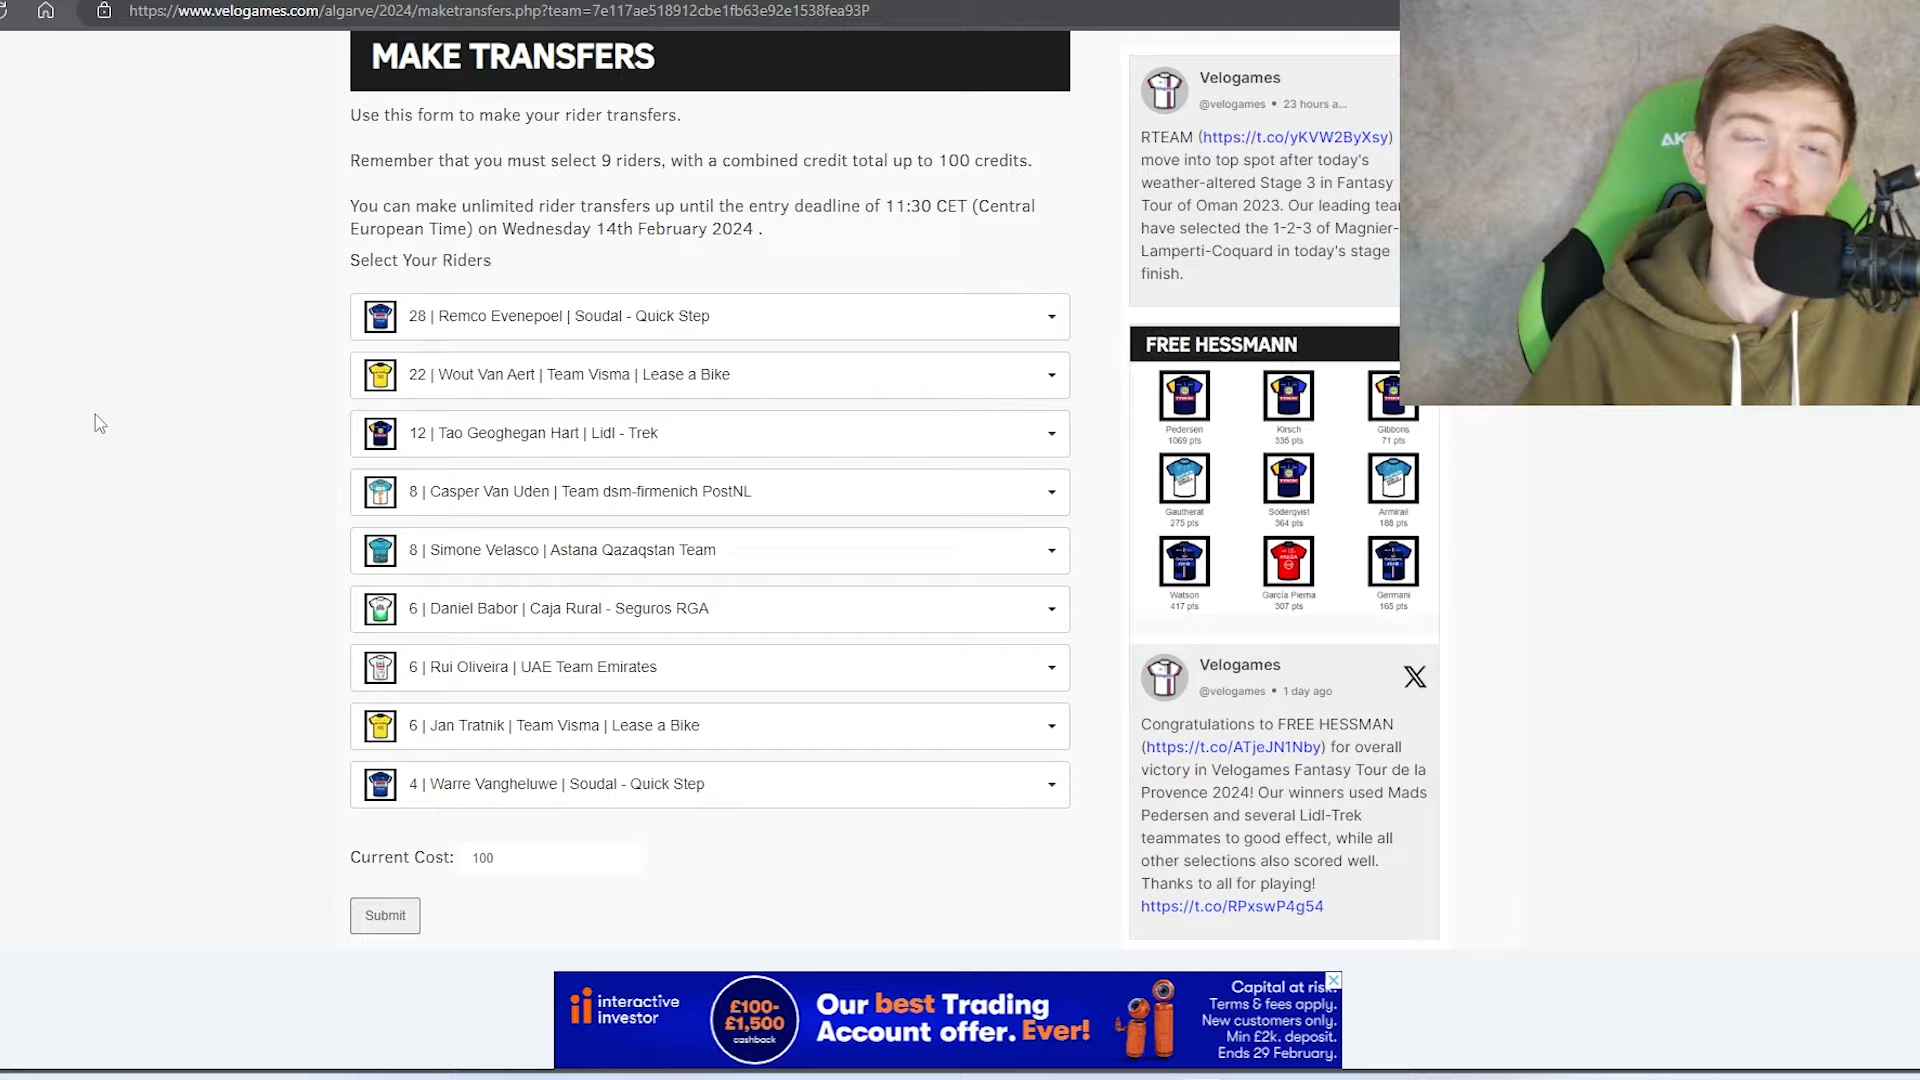 https://www.velogames.com/algarve/2024/maketransfers.php?team=7e117ae518912cbe1fb63e92e1538fea93P
MAKE TRANSFERS
Use this form to make your rider transfers.
Remember that you must select 9 riders, with a combined credit total up to 100 credits.
You can make unlimited rider transfers up until the entry deadline of 11:30 CET (Central
European Time) on Wednesday 14th February 2024 .
Select Your Riders
28 | Remco Evenepoel | Soudal - Quick Step
22 | Wout Van Aert | Team Visma | Lease a Bike
12 | Tao Geoghegan Hart | Lidl - Trek
8 | Casper Van Uden | Team dsm-firmenich PostNL
8 | Simone Velasco | Astana Qazaqstan Team
6 | Daniel Babor | Caja Rural - Seguros RGA
6 | Rui Oliveira | UAE Team Emirates
6 | Jan Tratnik | Team Visma | Lease a Bike
4 | Warre Vangheluwe | Soudal - Quick Step
Current Cost: 100
Submit
Velogames
@velogames • 23 hours a...
RTEAM (https://t.co/yKVW2ByXsy)
move into top spot after today's
weather-altered Stage 3 in Fantasy
Tour of Oman 2023. Our leading tea
have selected the 1-2-3 of Magnier-
Lamperti-Coquard in today's stage
finish.
FREE HESSMANN
Pedersen Kirsch Gibbons
1069 pts 335 pts 71 pts
Gautherat Söderqvist Armirail
275 pts 364 pts 188 pts
Watson García Pierna Germani
417 pts 307 pts 165 pts
Velogames
@velogames • 1 day ago
Congratulations to FREE HESSMAN
(https://t.co/ATjeJN1Nby) for overall
victory in Velogames Fantasy Tour de la
Provence 2024! Our winners used Mads
Pedersen and several Lidl-Trek
teammates to good effect, while all
other selections also scored well.
Thanks to all for playing!
https://t.co/RPxswP4g54
AK
interactive
investor
£100-
£1,500
cashback
Our best Trading
Account offer. Ever!
Capital at risk.
Terms & fees apply.
New customers only.
Min £2k. deposit.
Ends 29 February.